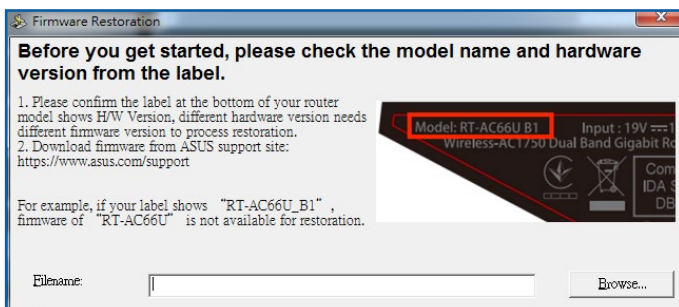 Firmware Restoration
Before you get started, please check the model name and hardware
version from the label.
1. Please confirm the label at the bottom of your router
model shows H/W Version, different hardware version needs
different firmware version to process restoration.
2. Download firmware from ASUS support site:
https://www.asus.com/support
For example, if your label shows “RT-AC66U_B1”,
firmware of “RT-AC66U” is not available for restoration.
Model: RT-AC66U B1 Input : 19V
Wireless-AC1750 Dual Band Gigabit
Com
IDA
DB
Filename:
Browse...